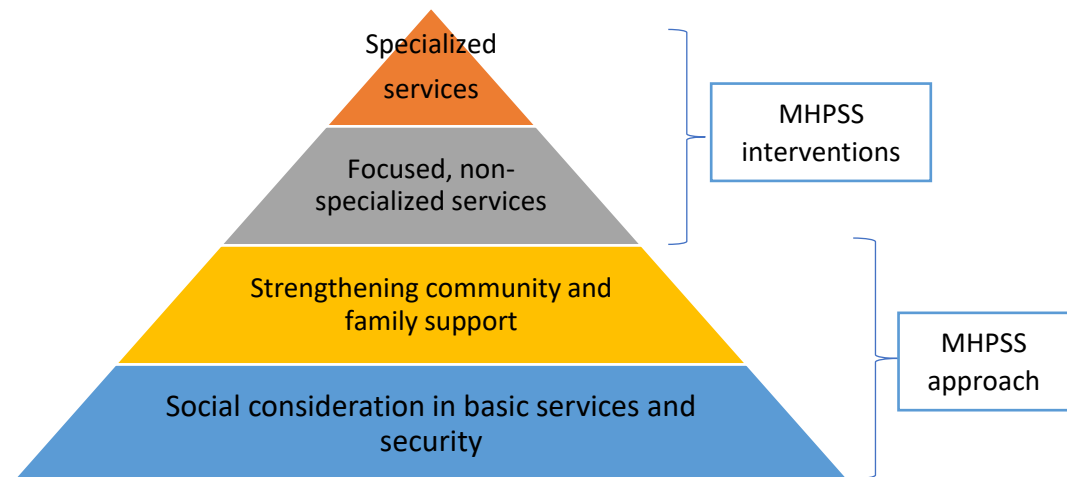 Specialized
services
MHPSS
interventions
Focused, non-
specialized services
Strengthening community and
family support
MHPSS
approach
Social consideration in basic services and
security